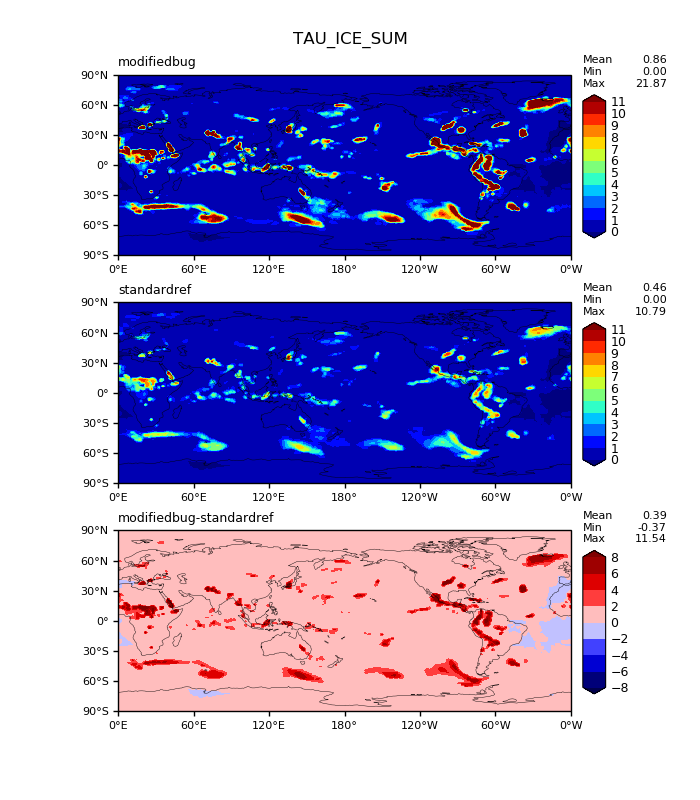 TAU_ICE_SUM
modifiedbug
Mean 0.86
Min 0.00
Max 21.87
90°N
60°N
30°N
0°
30°S
60°S
90°S
0°E 60°E 120°E 180° 120°W 60°W 0°W
11
10
9
8
7
6
5
4
3
2
1
0
standardref
Mean 0.46
Min 0.00
Max 10.79
90°N
60°N
30°N
0°
30°S
60°S
90°S
0°E 60°E 120°E 180° 120°W 60°W 0°W
11
10
9
8
7
6
5
4
3
2
1
0
modifiedbug-standardref
Mean 0.39
Min -0.37
Max 11.54
90°N
60°N
30°N
0°
30°S
60°S
90°S
0°E 60°E 120°E 180° 120°W 60°W 0°W
8
6
4
2
0
−2
−4
−6
−8